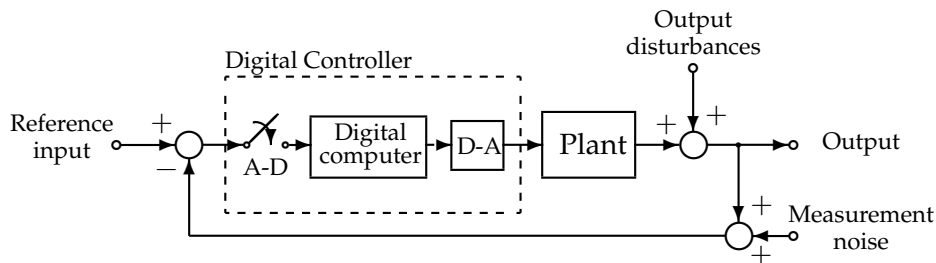 Output
disturbances
Digital Controller
Reference
input
+
−
A-D
Digital
computer
D-A
Plant
+
+
Output
+
+
Measurement
noise